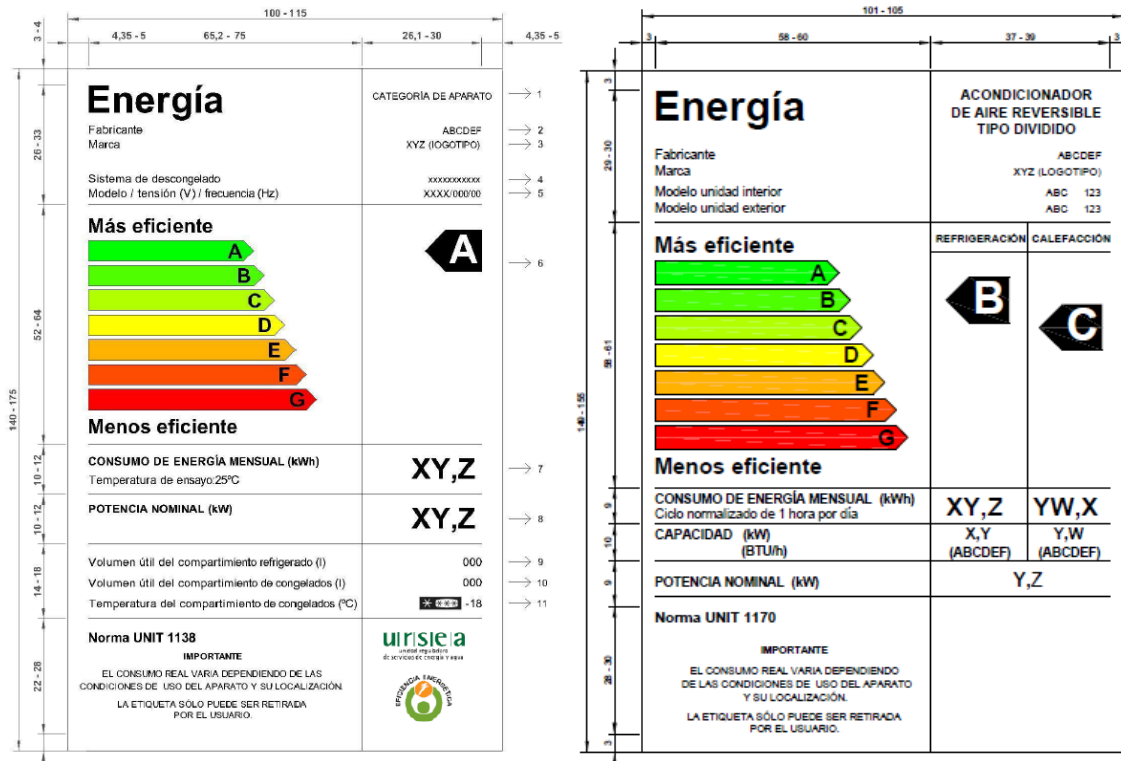 100 - 115
3 - 4
4,35 - 5
65,2 - 75
26,1 - 30
4,35 - 5
140 - 175
26 - 33
52 - 64
10 - 12
10 - 12
14 - 18
22 - 28
Energía
CATEGORÍA DE APARATO
1
Fabricante
ABCDEF
2
Marca
XYZ (lOGOTIPO)
3
Sistema de descongelado
xxxxxxxxxxx
4
Modelo / tensión (V) / frecuencia (Hz)
XXXX/000/00
5
Más eficiente
A
B
C
D
E
F
G
A
6
Menos eficiente
CONSUMO DE ENERGÍA MENSUAL (kWh)
Temperatura de ensayo:25ºC
XY,Z
7
POTENCIA NOMINAL (kW)
XY,Z
8
Volumen útil del compartimiento refrigerado (l)
000
9
Volumen útil del compartimiento de congelados (l)
000
10
Temperatura del compartimiento de congelados (ºC)
-18
11
Norma UNIT 1138
IMPORTANTE
EL CONSUMO REAL VARIA DEPENDIENDO DE LAS
CONDICIONES DE USO DEL APARATO Y SU LOCALIZACIÓN.
LA ETIQUETA SÓLO PUEDE SER RETIRADA
POR EL USUARIO.
ursea
unidad reguladora
de servicios de energía y agua
EFICIENCIA ENERGÉTICA
101 - 105
3
58 - 60
37 - 39
3
3
29 - 30
58 - 61
9
10
9
28 - 30
3
Energía
ACONDICIONADOR
DE AIRE REVERSIBLE
TIPO DIVIDIDO
Fabricante
ABCDEF
Marca
XYZ (LOGOTIPO)
Modelo unidad interior
ABC 123
Modelo unidad exterior
ABC 123
Más eficiente
REFRIGERACIÓN
CALEFACCIÓN
A
B
C
D
E
F
G
B
C
Menos eficiente
CONSUMO DE ENERGÍA MENSUAL (kWh)
Ciclo normalizado de 1 hora por día
XY,Z
YW,X
CAPACIDAD (kW)
(BTU/h)
X,Y
(ABCDEF)
Y,W
(ABCDEF)
POTENCIA NOMINAL (kW)
Y,Z
Norma UNIT 1170
IMPORTANTE
EL CONSUMO REAL VARIA DEPENDIENDO
DE LAS CONDICIONES DE USO DEL APARATO
Y SU LOCALIZACIÓN.
LA ETIQUETA SÓLO PUEDE SER RETIRADA
POR EL USUARIO.